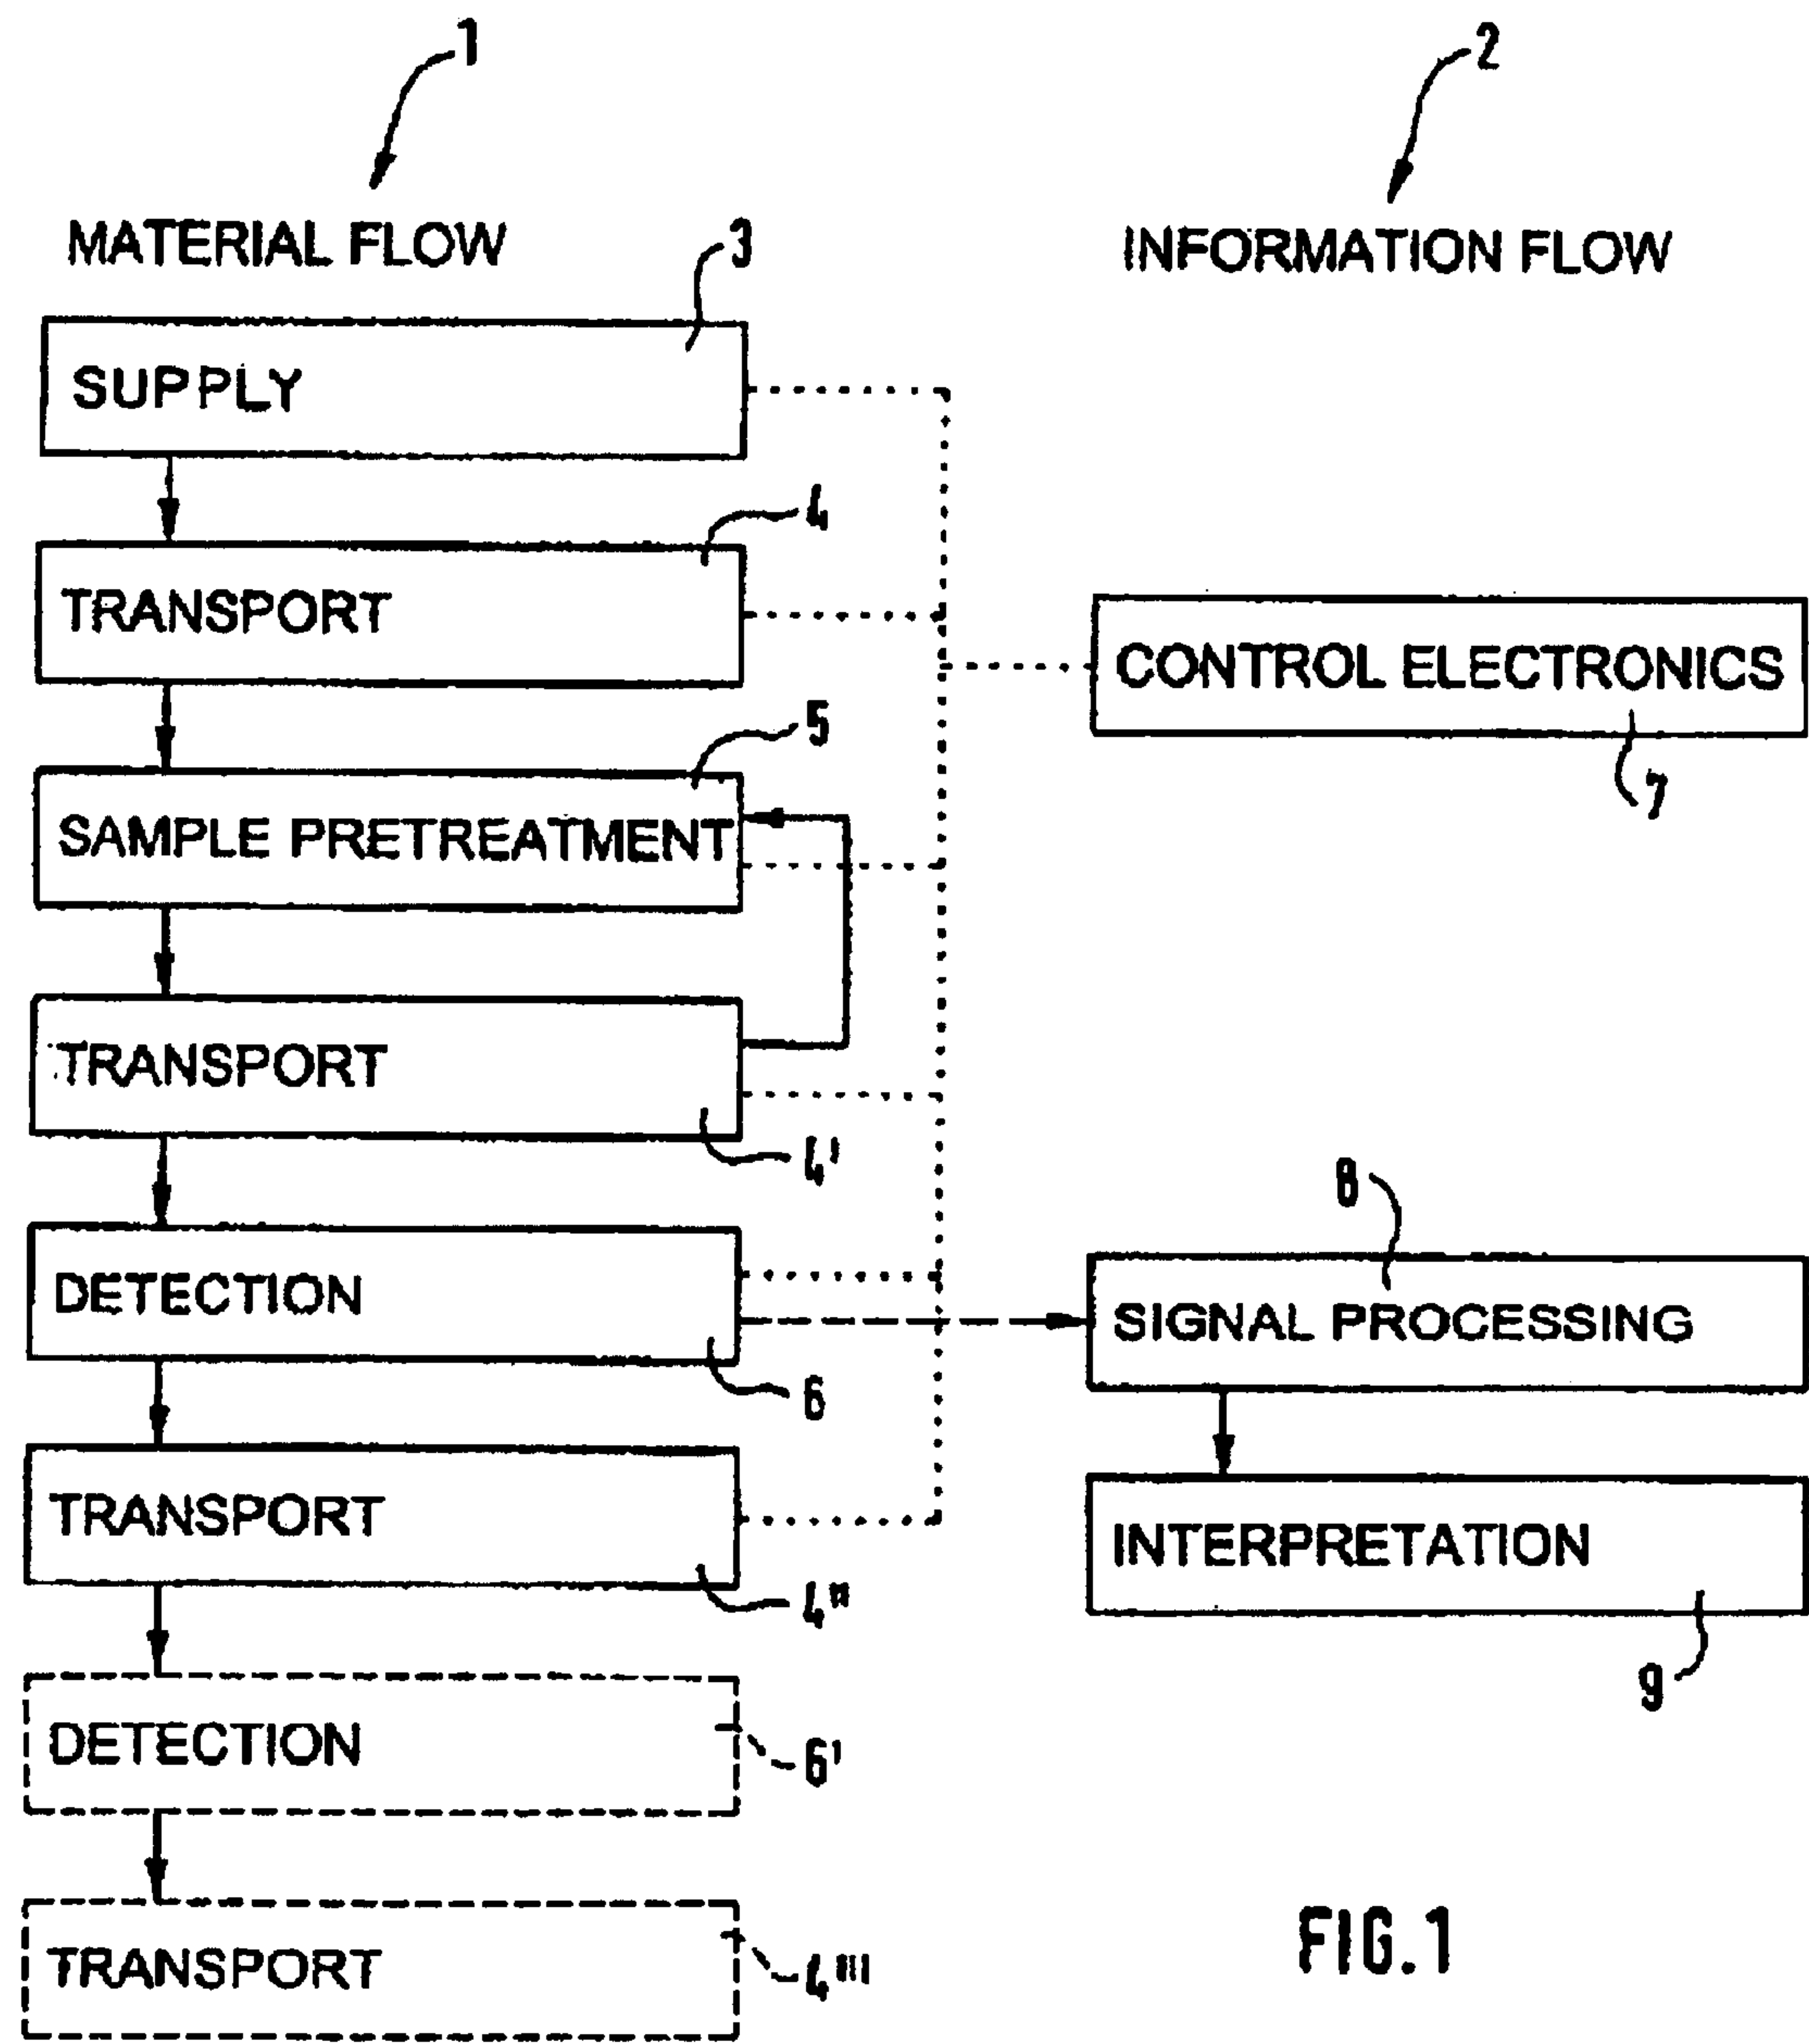 1
2
MATERIAL FLOW
INFORMATION FLOW
3
SUPPLY
4
TRANSPORT
CONTROL ELECTRONICS
7
5
SAMPLE PRETREATMENT
TRANSPORT
4'
8
DETECTION
6
SIGNAL PROCESSING
TRANSPORT
4"
INTERPRETATION
9
DETECTION
6'
TRANSPORT
4'''
FIG.1